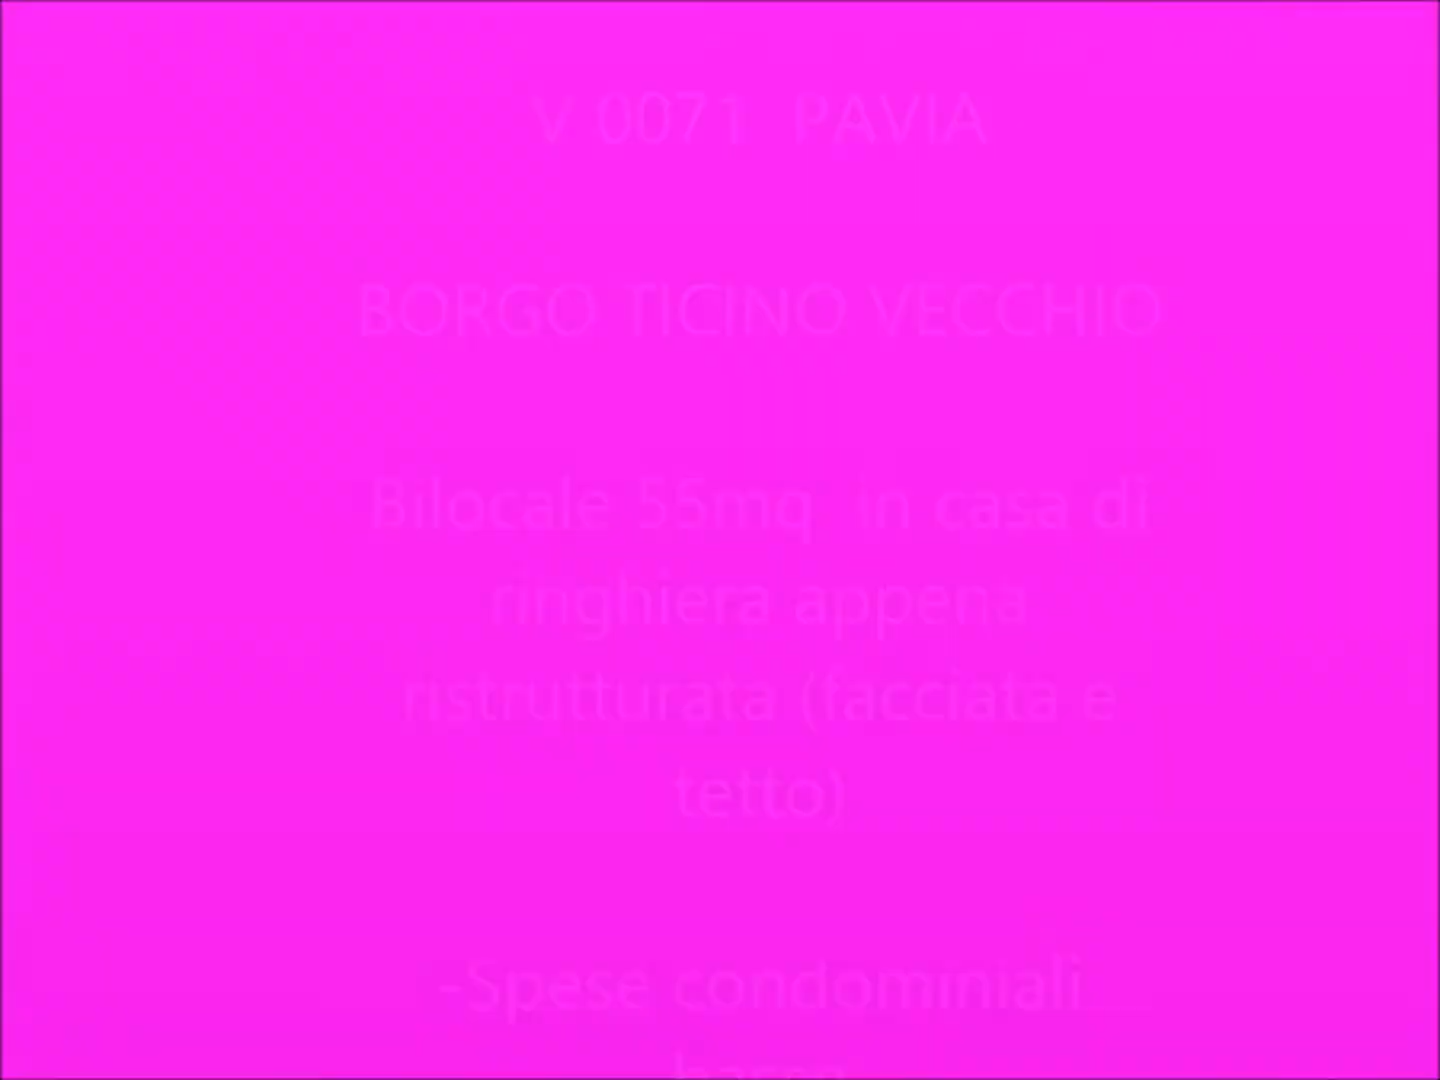 V 0071 PAVIA
BORGO TICINO VECCHIO
Bilocale 55mq in casa di
ringhiera appena
ristrutturata (facciata e
tetto)
-Spese condominiali